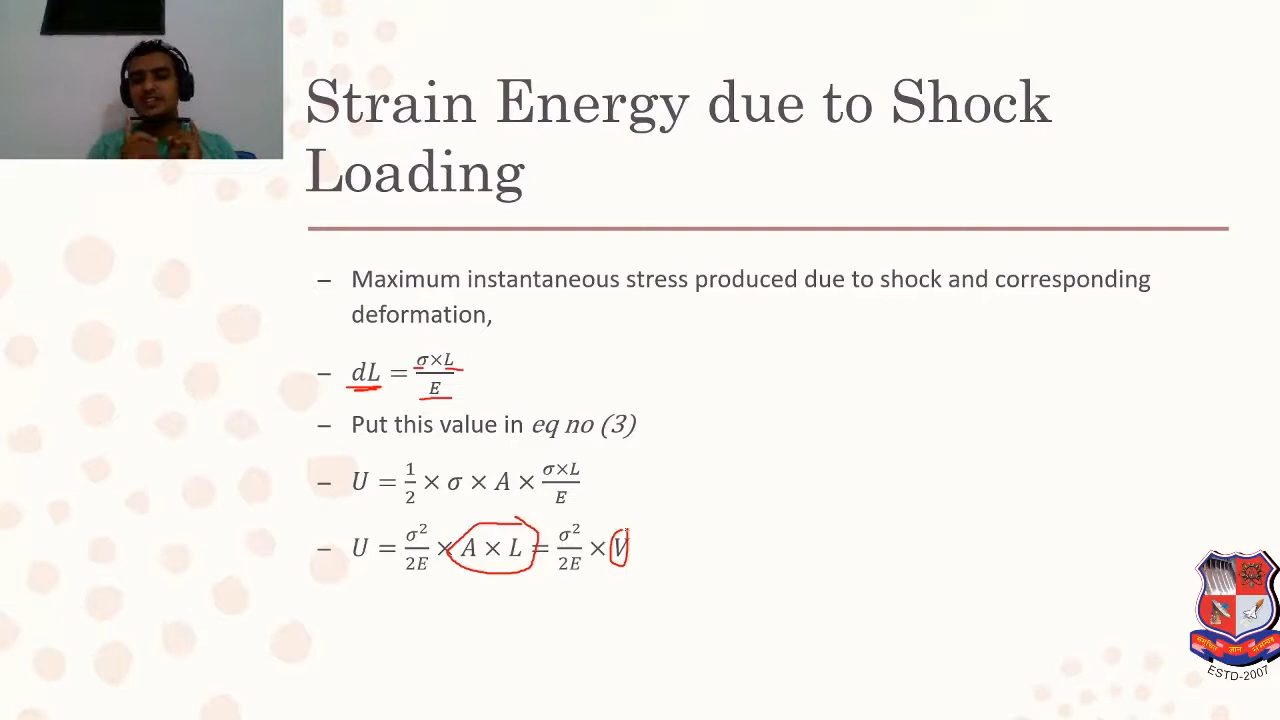 Strain Energy due to Shock
Loading
– Maximum instantaneous stress produced due to shock and corresponding
deformation,
– dL = σ×L/E
– Put this value in eq no (3)
– U = 1/2 × σ × A × σ×L/E
– U = σ²/2E × A × L = σ²/2E × V
ESTD-2007